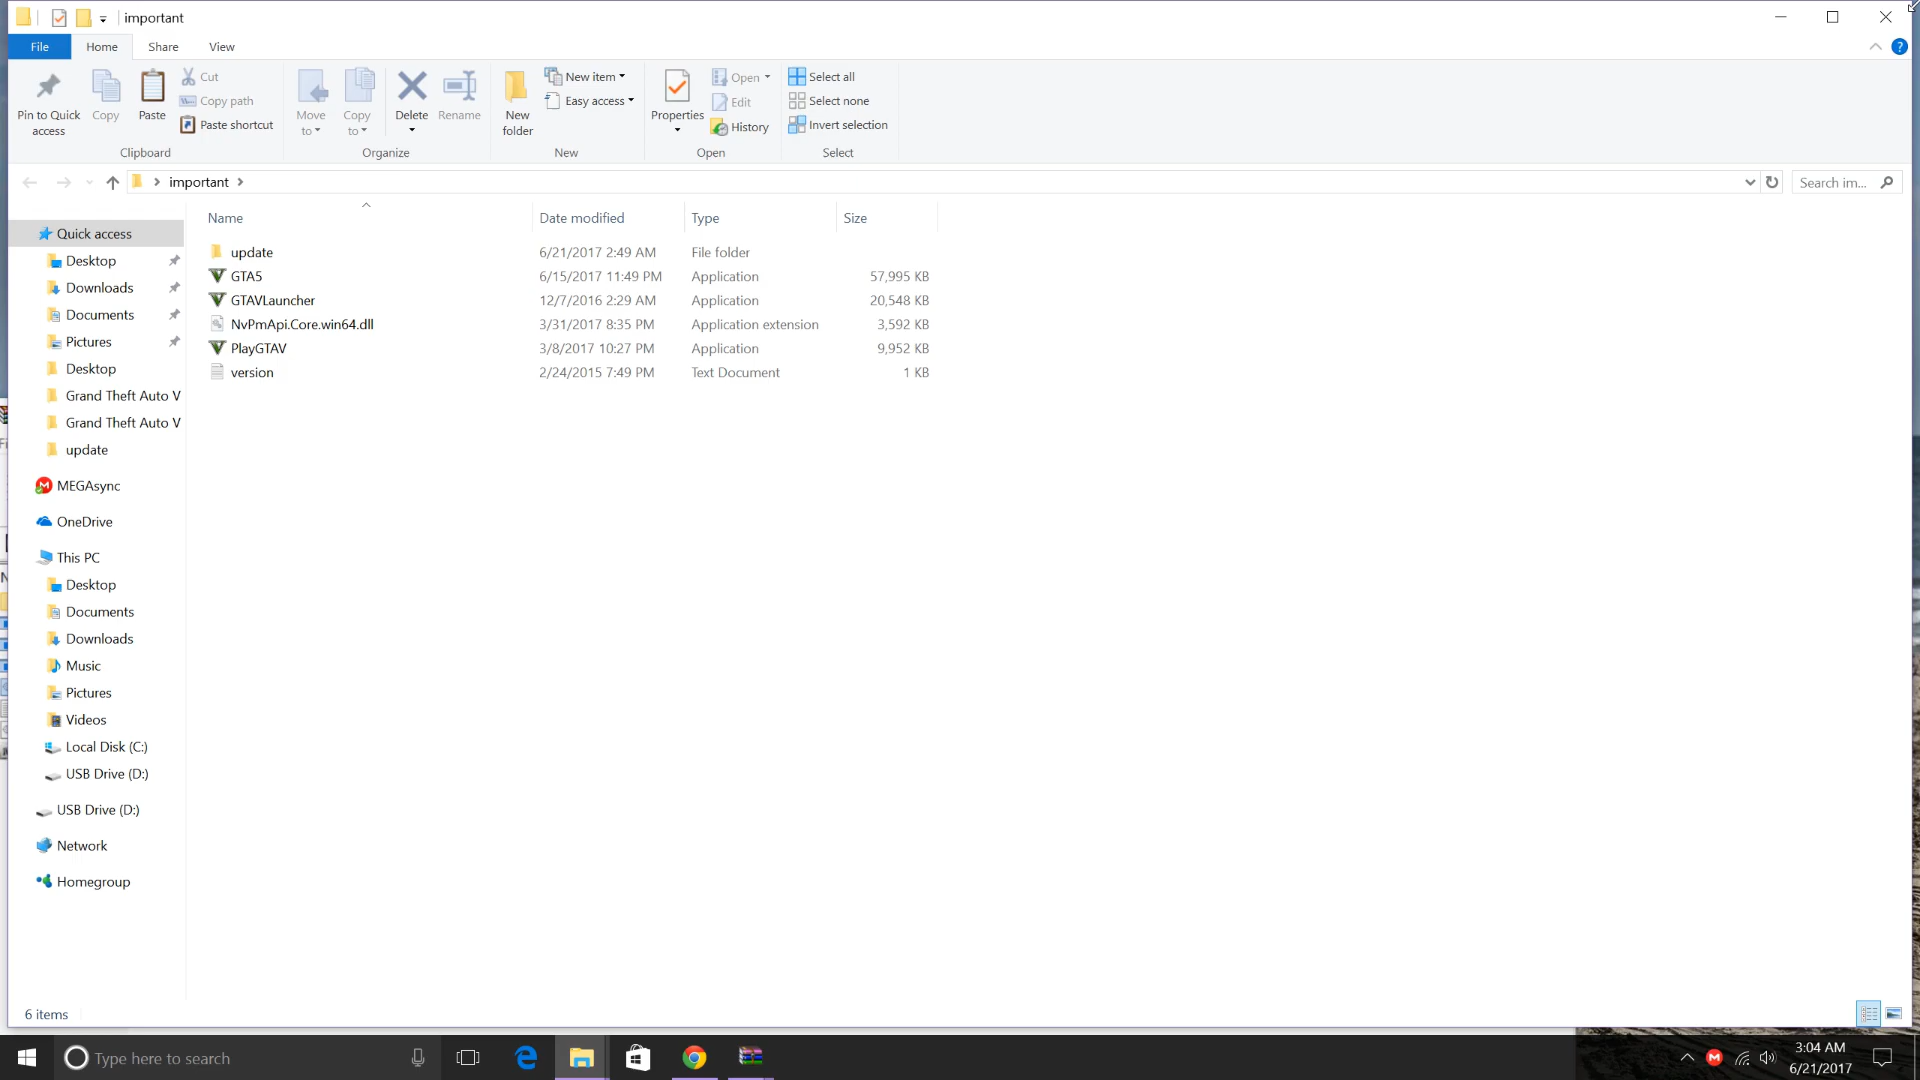 important
File
Home
Share
View
Pin to Quick access
Copy
Paste
Cut
Copy path
Paste shortcut
Clipboard
Move to
Copy to
Delete
Rename
Organize
New folder
New item
Easy access
New
Properties
Open
Edit
History
Open
Select all
Select none
Invert selection
Select
important
Search im...
Name
Date modified
Type
Size
update 6/21/2017 2:49 AM File folder
GTA5 6/15/2017 11:49 PM Application 57,995 KB
GTAVLauncher 12/7/2016 2:29 AM Application 20,548 KB
NvPmApi.Core.win64.dll 3/31/2017 8:35 PM Application extension 3,592 KB
PlayGTAV 3/8/2017 10:27 PM Application 9,952 KB
version 2/24/2015 7:49 PM Text Document 1 KB
Quick access
Desktop
Downloads
Documents
Pictures
Desktop
Grand Theft Auto V
Grand Theft Auto V
update
MEGAsync
OneDrive
This PC
Desktop
Documents
Downloads
Music
Pictures
Videos
Local Disk (C:)
USB Drive (D:)
USB Drive (D:)
Network
Homegroup
6 items
Type here to search
3:04 AM
6/21/2017